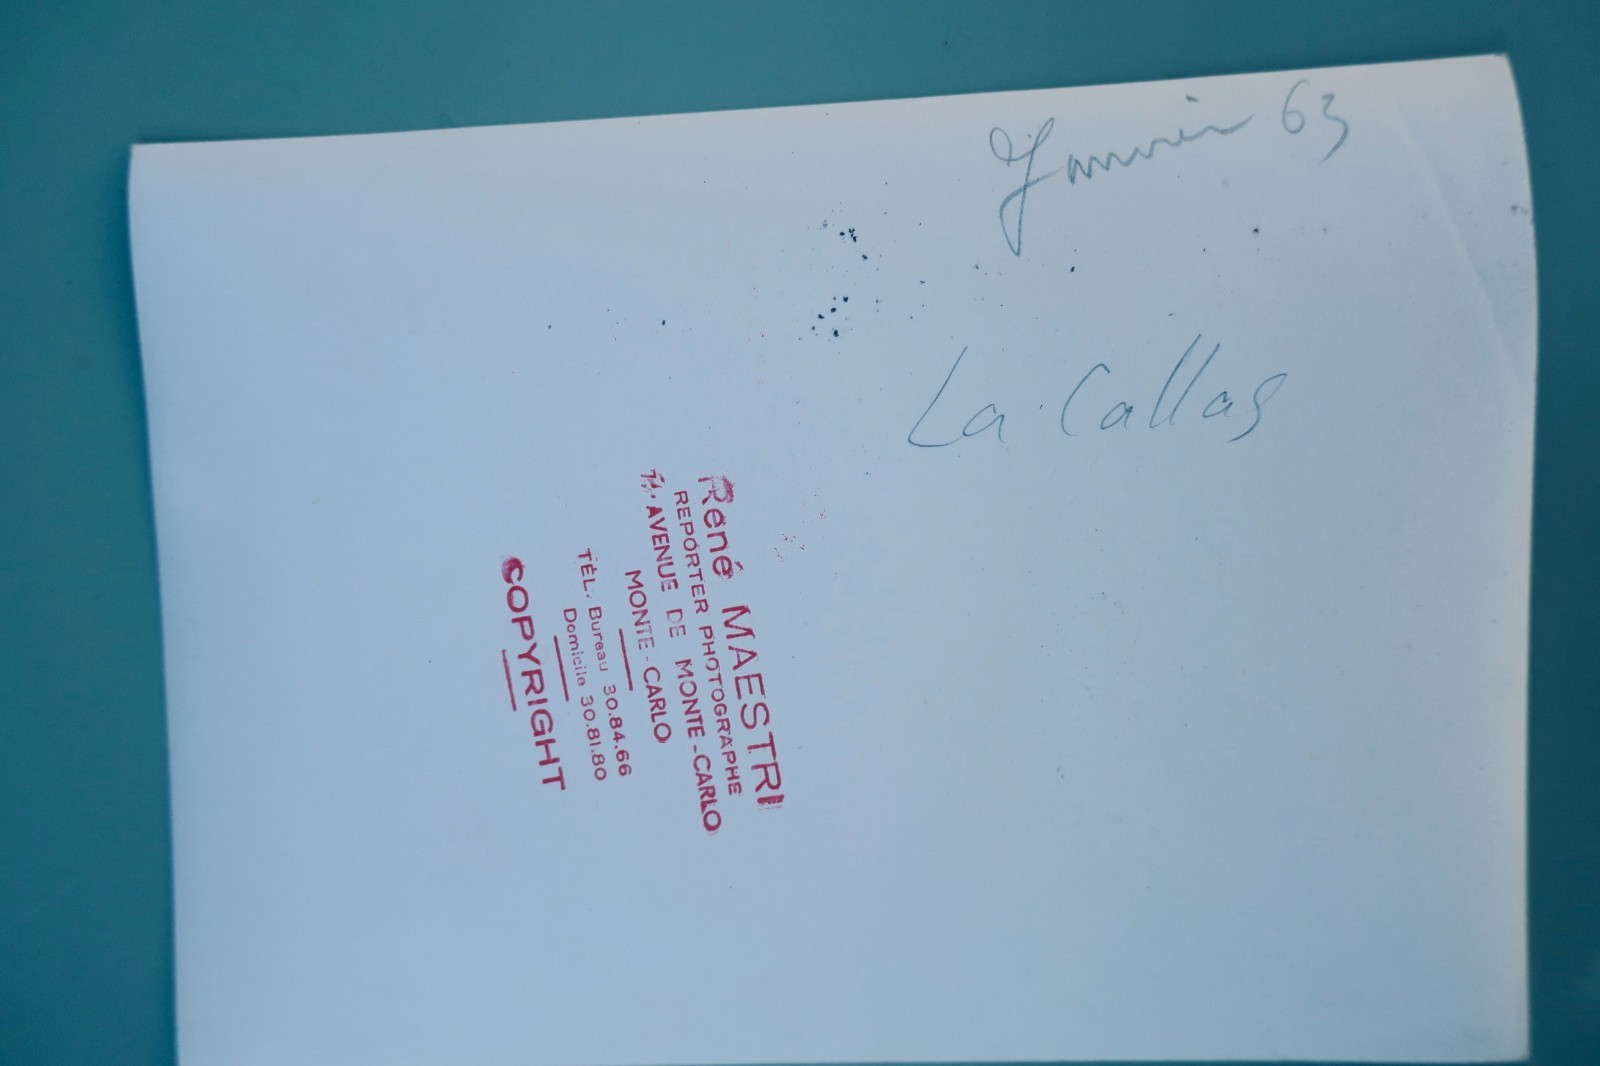 Janvier 63
La Callas
René MAESTRI
REPORTER PHOTOGRAPHE
AVENUE DE MONTE-CARLO
MONTE-CARLO
TÉL. Bureau 30.84.66
Domicile 30.81.80
COPYRIGHT